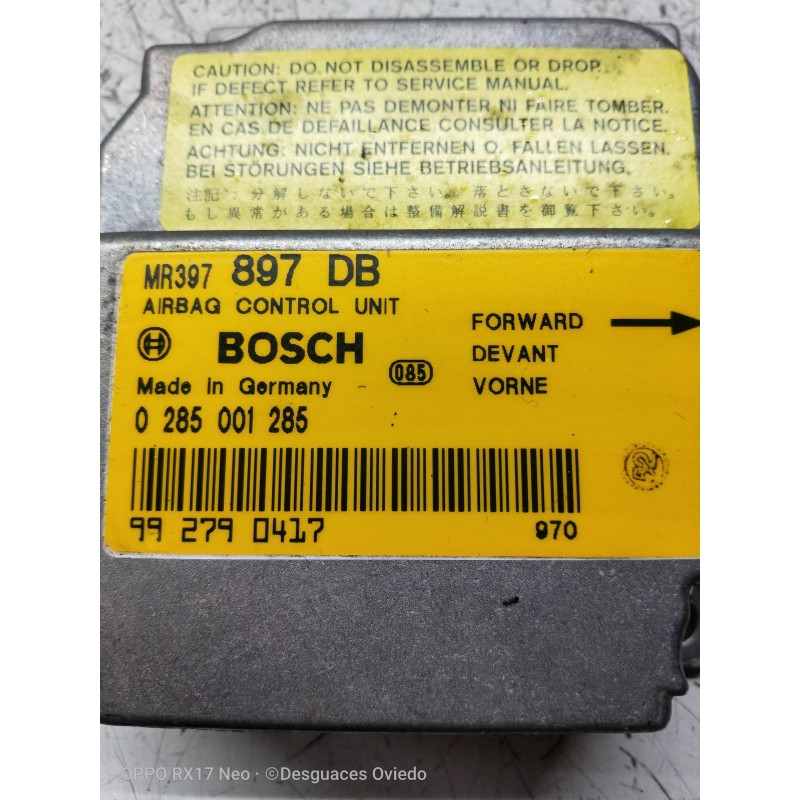 CAUTION: DO NOT DISASSEMBLE OR DROP.
IF DEFECT REFER TO SERVICE MANUAL.
ATTENTION: NE PAS DEMONTER NI FAIRE TOMBER.
EN CAS DE DEFAILLANCE CONSULTER LA NOTICE.
ACHTUNG: NICHT ENTFERNEN O. FALLEN LASSEN.
BEI STÖRUNGEN SIEHE BETRIEBSANLEITUNG.
注記: 分解しないで下さい。落とさないで下さい。
もし異常がある場合は整備解説書を御覧下さい。
MR397 897 DB
AIRBAG CONTROL UNIT
BOSCH
085
Made in Germany
0 285 001 285
FORWARD
DEVANT
VORNE
99 279 0417
970
OPPO RX17 Neo · ©Desguaces Oviedo